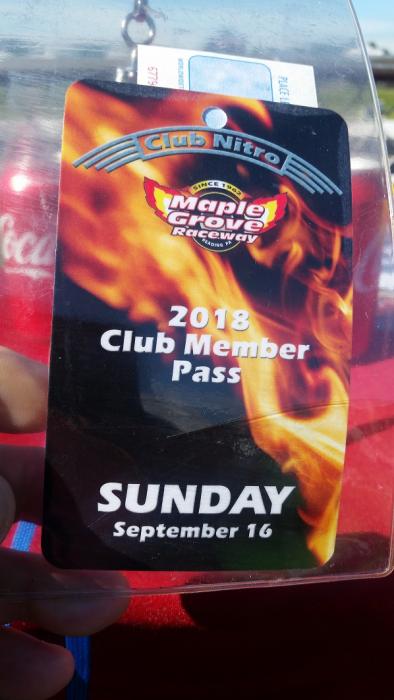 Club Nitro
SINCE 1962
Maple
Grove
Raceway
READING PA
2018
Club Member
Pass
SUNDAY
September 16